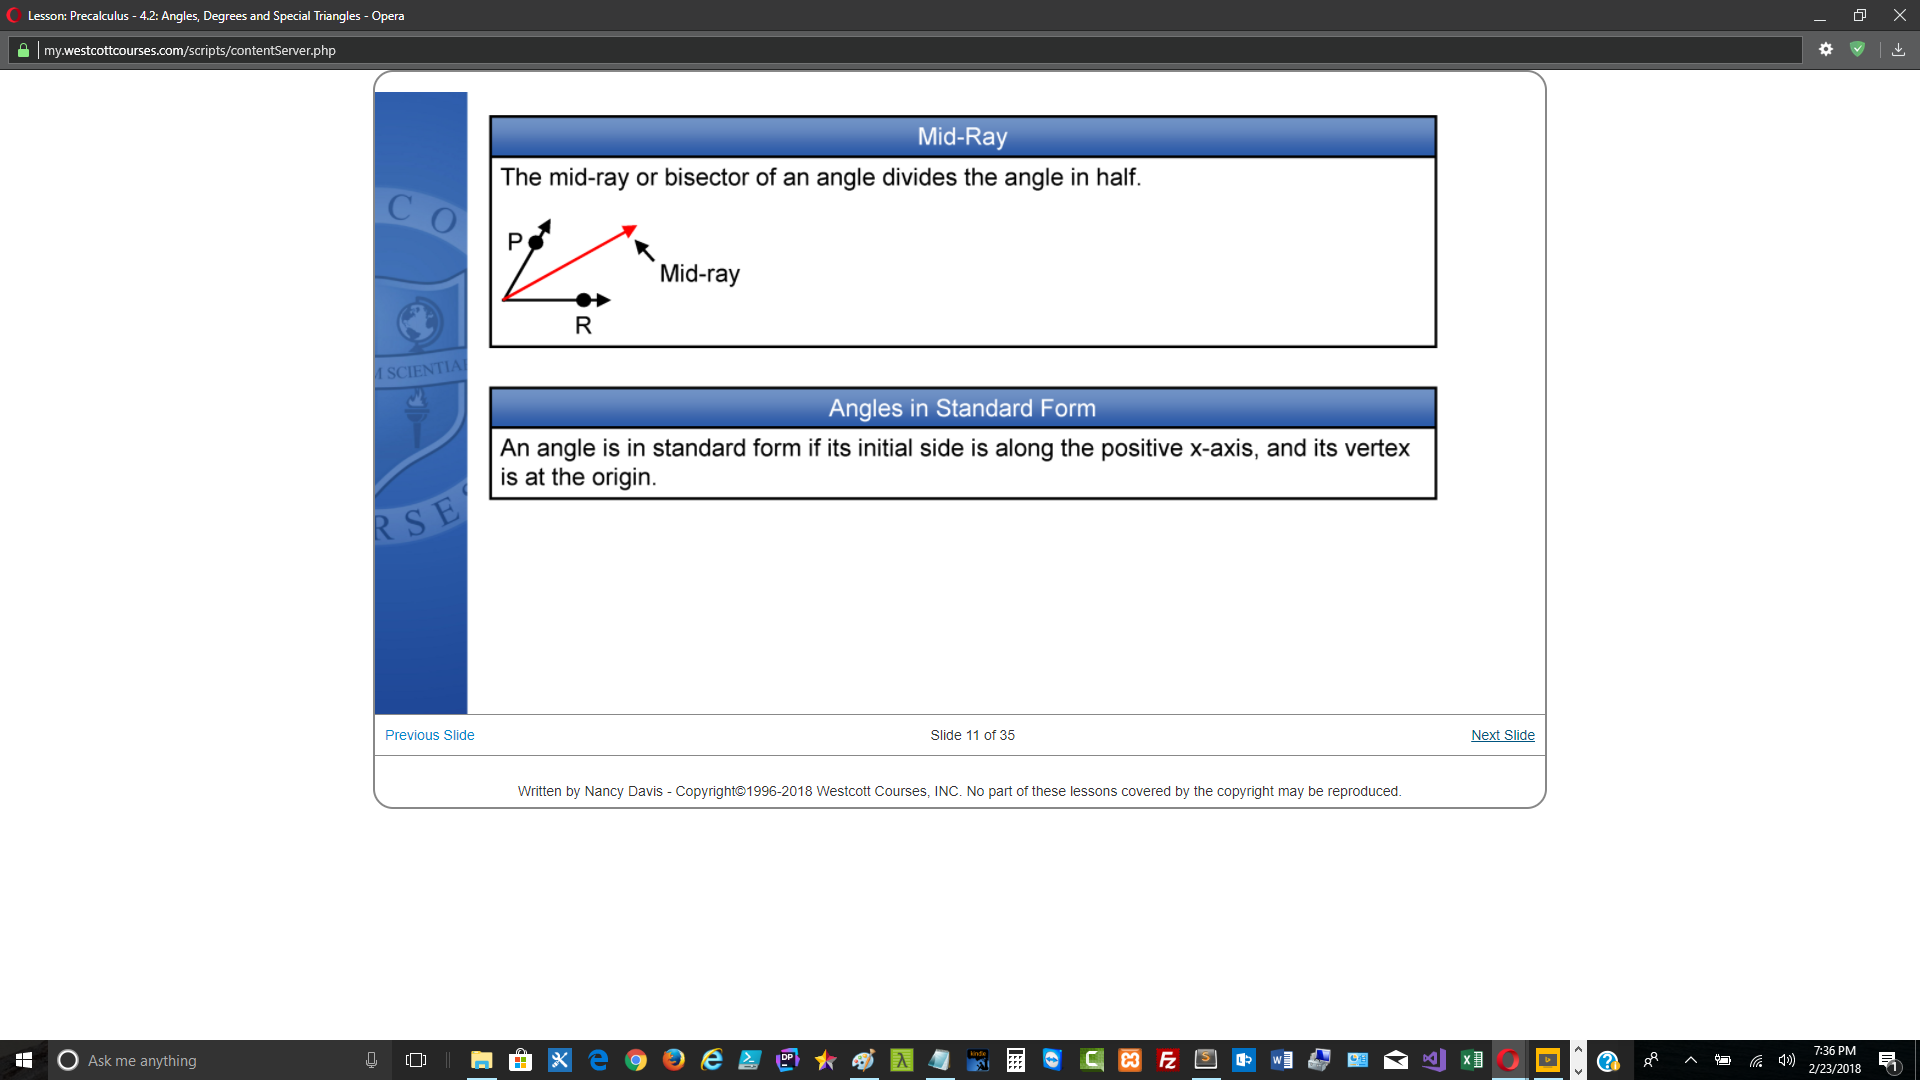 Lesson: Precalculus - 4.2: Angles, Degrees and Special Triangles - Opera
my.westcottcourses.com/scripts/contentServer.php
Mid-Ray
The mid-ray or bisector of an angle divides the angle in half.
P
Mid-ray
R
Angles in Standard Form
An angle is in standard form if its initial side is along the positive x-axis, and its vertex
is at the origin.
C O
M SCIENTIA
R S E S
Previous Slide
Slide 11 of 35
Next Slide
Written by Nancy Davis - Copyright©1996-2018 Westcott Courses, INC. No part of these lessons covered by the copyright may be reproduced.
Ask me anything
7:36 PM
2/23/2018
1